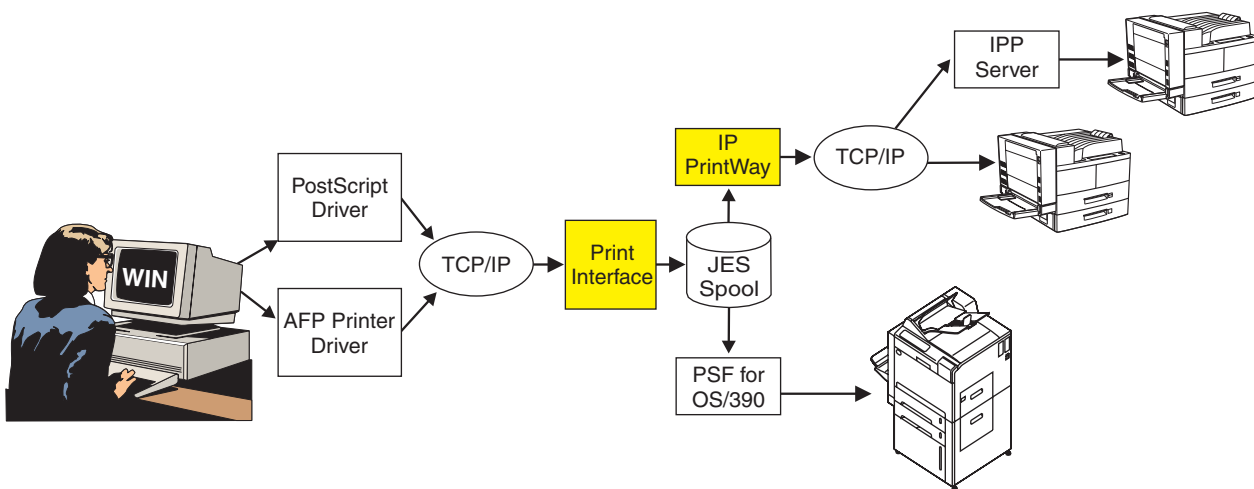 WIN
PostScript
Driver
AFP Printer
Driver
TCP/IP
Print
Interface
JES
Spool
IP
PrintWay
TCP/IP
IPP
Server
PSF for
OS/390